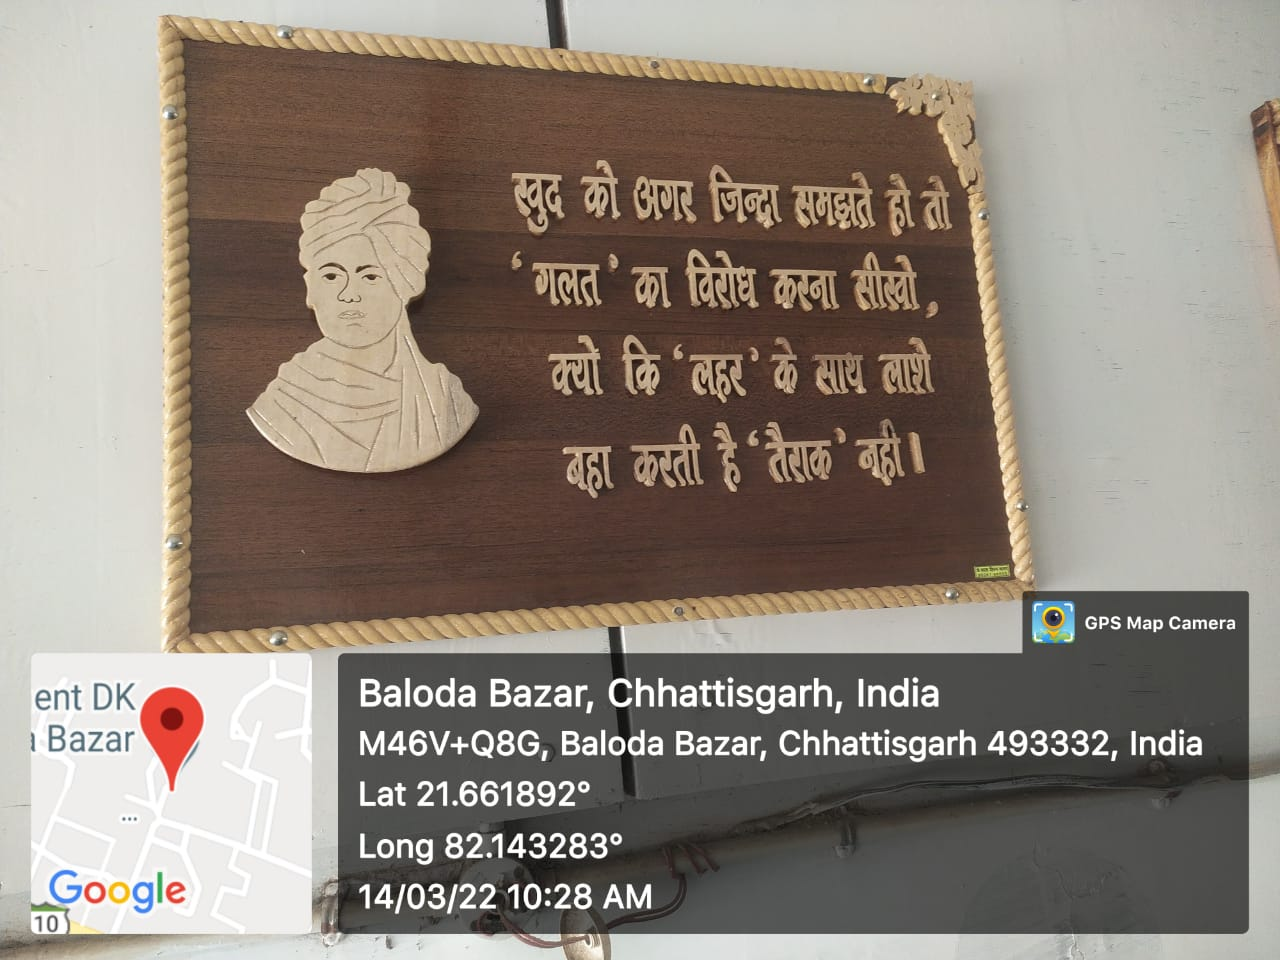 खुद को अगर जिन्दा समझते हो तो
‘गलत’ का विरोध करना सीखो,
क्यो कि ‘लहर’ के साथ लाशे
बहा करती है ‘तैराक’ नही।
GPS Map Camera
ent DK
a Bazar
...
Google
10
Baloda Bazar, Chhattisgarh, India
M46V+Q8G, Baloda Bazar, Chhattisgarh 493332, India
Lat 21.661892°
Long 82.143283°
14/03/22 10:28 AM